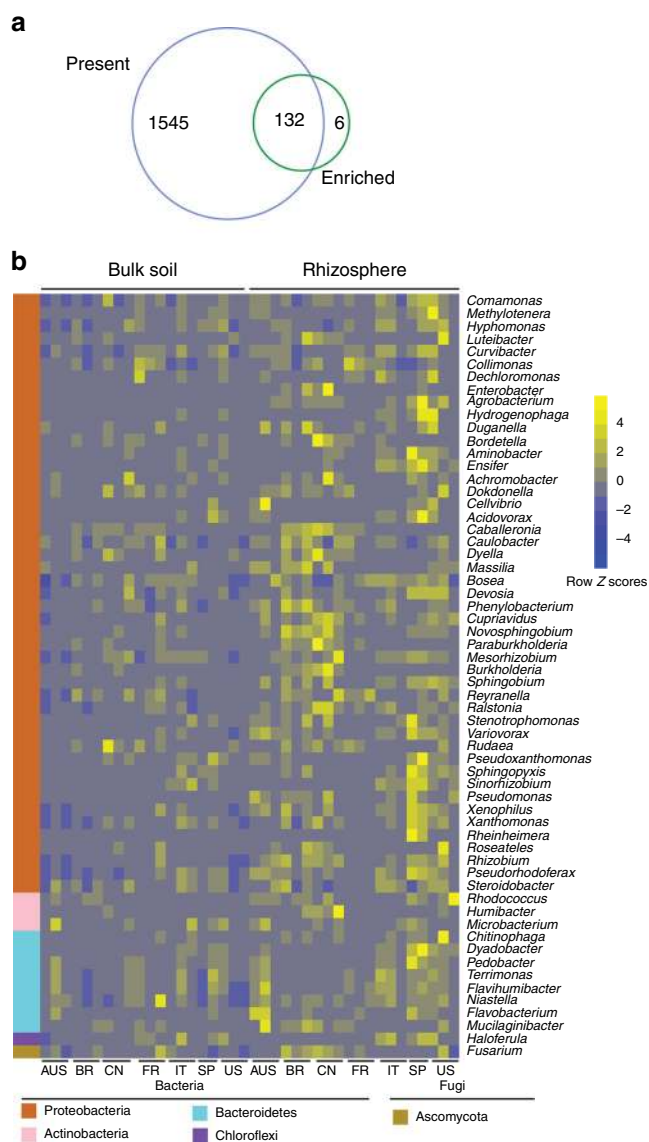 a
Present
1545
132
6
Enriched
b
Bulk soil
Rhizosphere
Comamonas
Methylotenera
Hyphomonas
Luteibacter
Curvibacter
Collimonas
Dechloromonas
Enterobacter
Agrobacterium
Hydrogenophaga
Duganella
Bordetella
Aminobacter
Ensifer
Achromobacter
Dokdonella
Cellvibrio
Acidovorax
Caballeronia
Caulobacter
Dyella
Massilia
Bosea
Devosia
Phenylobacterium
Cupriavidus
Novosphingobium
Paraburkholderia
Mesorhizobium
Burkholderia
Sphingobium
Reyranella
Ralstonia
Stenotrophomonas
Variovorax
Rudaea
Pseudoxanthomonas
Sphingopyxis
Sinorhizobium
Pseudomonas
Xenophilus
Xanthomonas
Rheinheimera
Roseateles
Rhizobium
Pseudorhodoferax
Steroidobacter
Rhodococcus
Humibacter
Microbacterium
Chitinophaga
Dyadobacter
Pedobacter
Terrimonas
Flavihumibacter
Niastella
Flavobacterium
Mucilaginibacter
Haloferula
Fusarium
4
2
0
−2
−4
Row Z scores
AUS BR CN FR IT SP US AUS BR CN FR IT SP US
Bacteria
Fugi
Proteobacteria
Bacteroidetes
Ascomycota
Actinobacteria
Chloroflexi